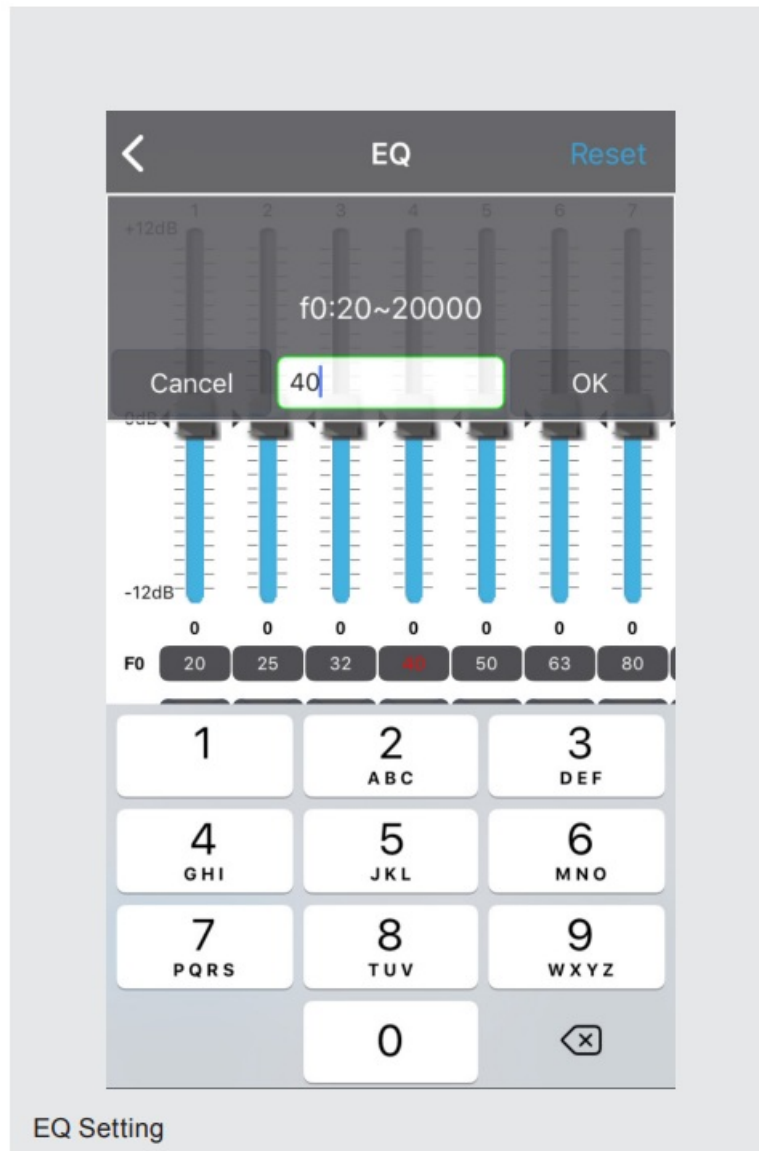 EQ Reset
1 2 3 4 5 6 7
+12dB
f0:20~20000
Cancel 40 OK
0dB
-12dB
0 0 0 0 0 0 0
F0 20 25 32 40 50 63 80
1 2 3
ABC DEF
4 5 6
GHI JKL MNO
7 8 9
PQRS TUV WXYZ
0
EQ Setting